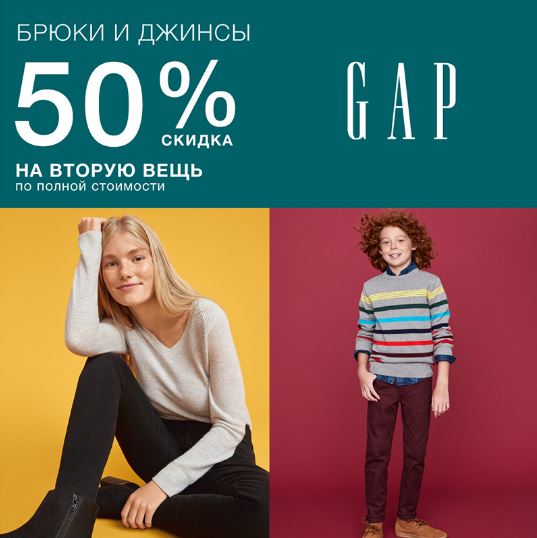 БРЮКИ И ДЖИНСЫ
50%
СКИДКА
НА ВТОРУЮ ВЕЩЬ
по полной стоимости
GAP